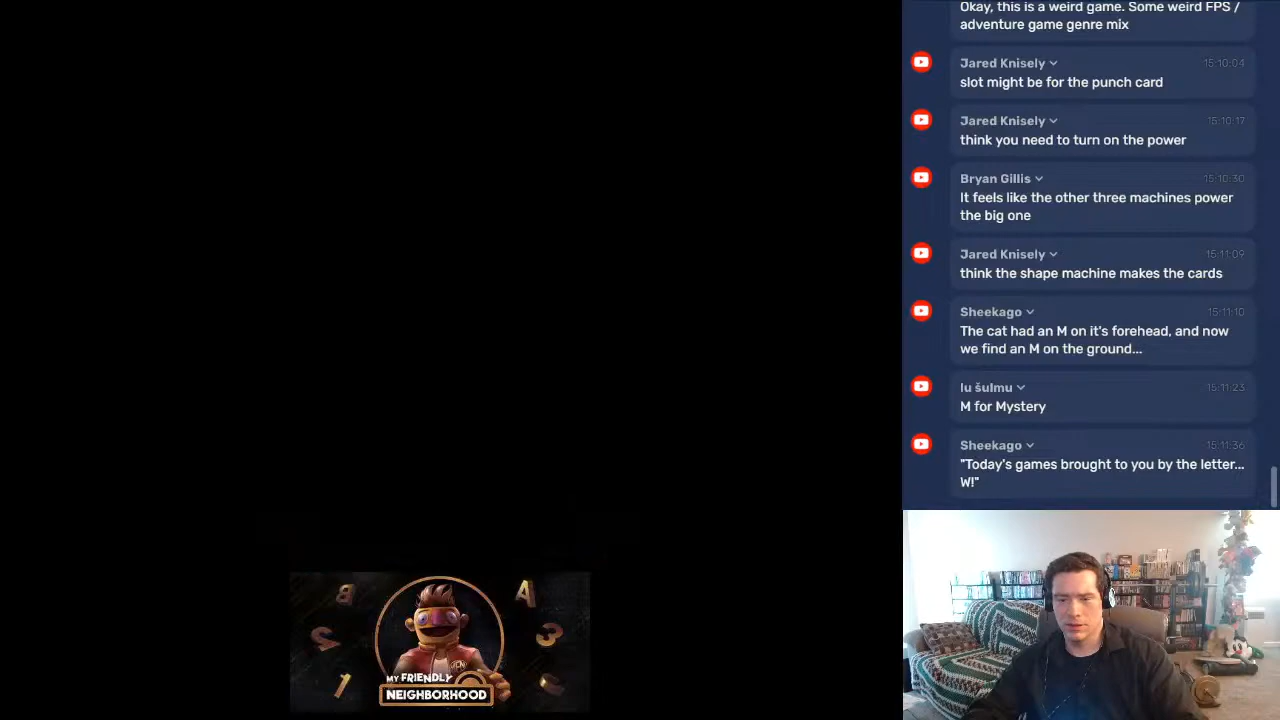 Okay, this is a weird game. Some weird FPS /
adventure game genre mix
Jared Knisely 15:10:04
slot might be for the punch card
Jared Knisely 15:10:17
think you need to turn on the power
Bryan Gillis 15:10:30
It feels like the other three machines power
the big one
Jared Knisely 15:11:09
think the shape machine makes the cards
Sheekago 15:11:10
The cat had an M on it's forehead, and now
we find an M on the ground...
lu šulmu 15:11:23
M for Mystery
Sheekago 15:11:36
"Today's games brought to you by the letter...
W!"
B A
2 3
1
MY FRIENDLY
NEIGHBORHOOD